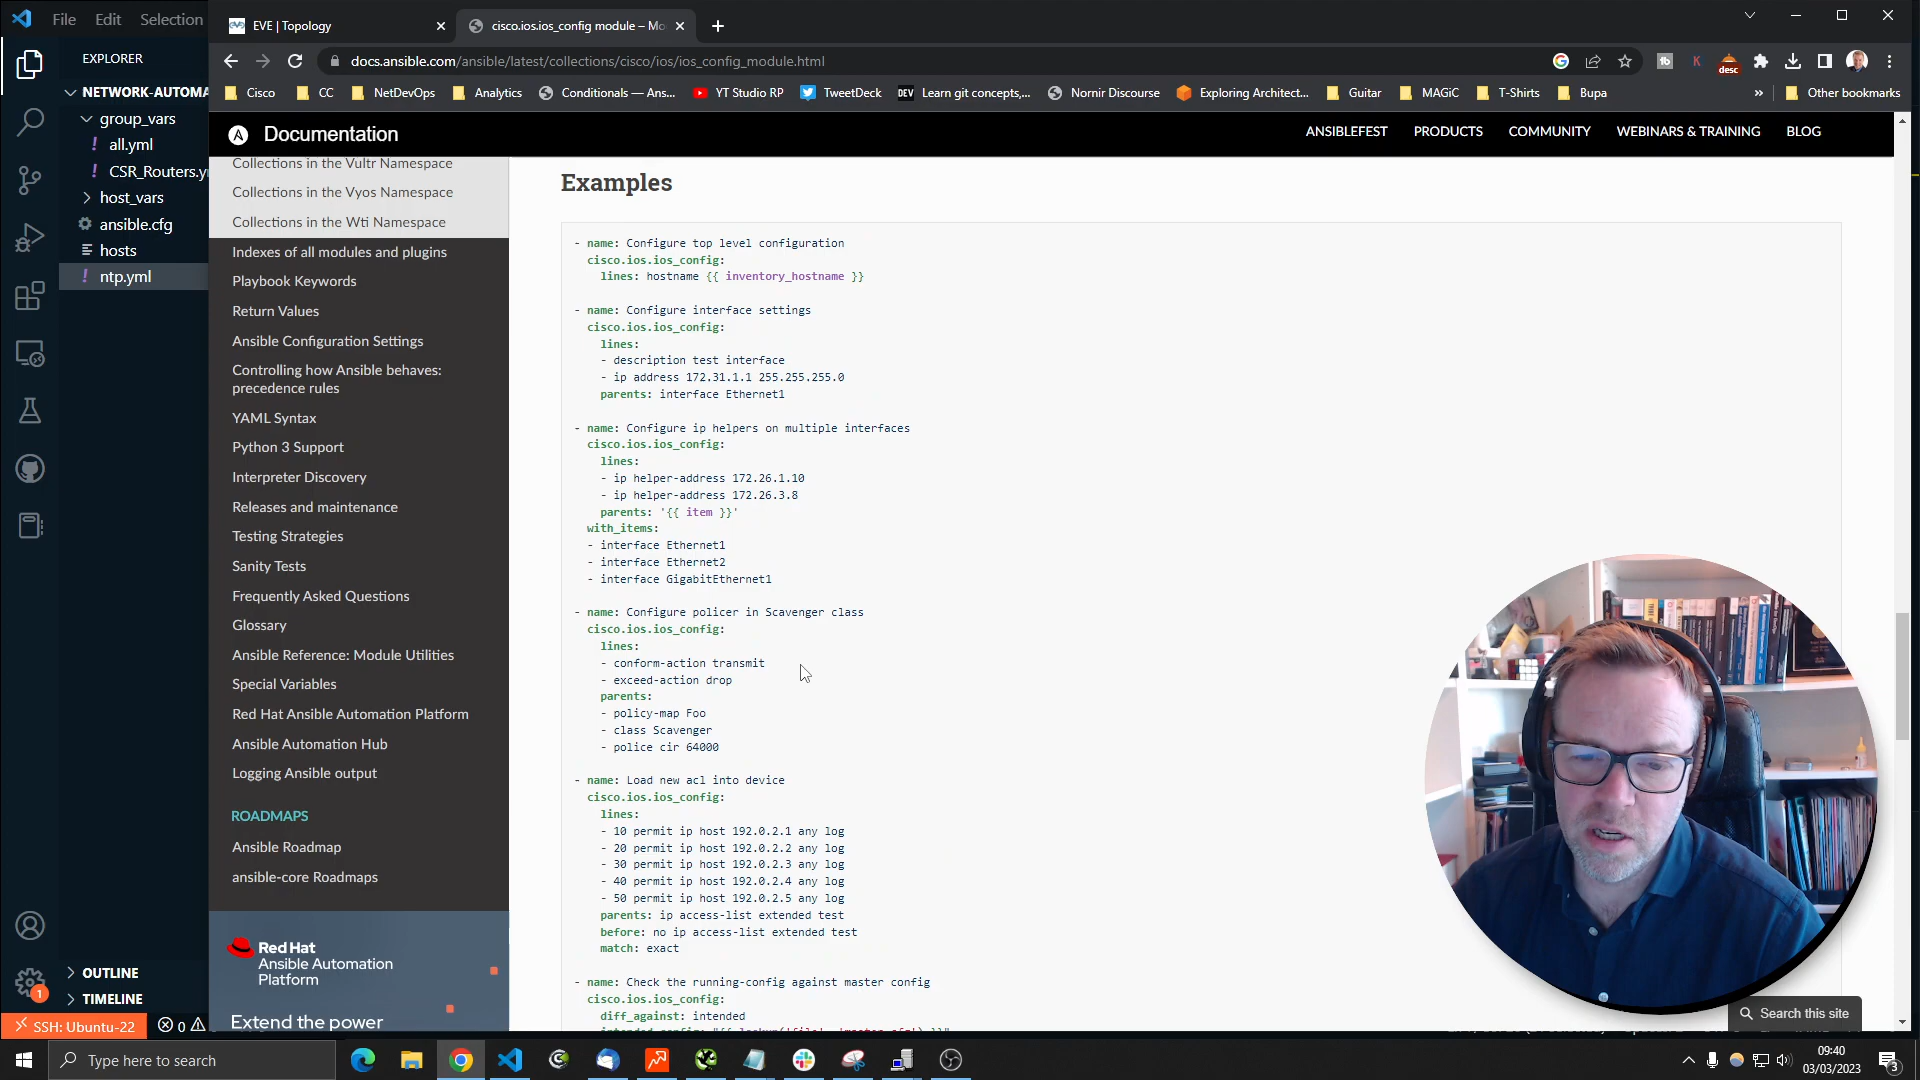 File Edit Selection
EVE | Topology
cisco.ios.ios_config module – Mo
docs.ansible.com/ansible/latest/collections/cisco/ios/ios_config_module.html
desc
Cisco
CC
NetDevOps
Analytics
Conditionals — Ans...
YT Studio RP
TweetDeck
DEV
Learn git concepts,...
Nornir Discourse
Exploring Architect...
Guitar
MAGiC
T-Shirts
Bupa
»
Other bookmarks
EXPLORER
NETWORK-AUTOMA
group_vars
! all.yml
! CSR_Routers.y
host_vars
ansible.cfg
hosts
! ntp.yml
OUTLINE
TIMELINE
1
SSH: Ubuntu-22
0
Documentation
ANSIBLEFEST PRODUCTS COMMUNITY WEBINARS & TRAINING BLOG
Collections in the Vultr Namespace
Collections in the Vyos Namespace
Collections in the Wti Namespace
Indexes of all modules and plugins
Playbook Keywords
Return Values
Ansible Configuration Settings
Controlling how Ansible behaves:
precedence rules
YAML Syntax
Python 3 Support
Interpreter Discovery
Releases and maintenance
Testing Strategies
Sanity Tests
Frequently Asked Questions
Glossary
Ansible Reference: Module Utilities
Special Variables
Red Hat Ansible Automation Platform
Ansible Automation Hub
Logging Ansible output
ROADMAPS
Ansible Roadmap
ansible-core Roadmaps
Red Hat
Ansible Automation
Platform
Extend the power
Examples
- name: Configure top level configuration
cisco.ios.ios_config:
lines: hostname {{ inventory_hostname }}
- name: Configure interface settings
cisco.ios.ios_config:
lines:
- description test interface
- ip address 172.31.1.1 255.255.255.0
parents: interface Ethernet1
- name: Configure ip helpers on multiple interfaces
cisco.ios.ios_config:
lines:
- ip helper-address 172.26.1.10
- ip helper-address 172.26.3.8
parents: '{{ item }}'
with_items:
- interface Ethernet1
- interface Ethernet2
- interface GigabitEthernet1
- name: Configure policer in Scavenger class
cisco.ios.ios_config:
lines:
- conform-action transmit
- exceed-action drop
parents:
- policy-map Foo
- class Scavenger
- police cir 64000
- name: Load new acl into device
cisco.ios.ios_config:
lines:
- 10 permit ip host 192.0.2.1 any log
- 20 permit ip host 192.0.2.2 any log
- 30 permit ip host 192.0.2.3 any log
- 40 permit ip host 192.0.2.4 any log
- 50 permit ip host 192.0.2.5 any log
parents: ip access-list extended test
before: no ip access-list extended test
match: exact
- name: Check the running-config against master config
cisco.ios.ios_config:
diff_against: intended
Search this site
Type here to search
09:40
03/03/2023
3